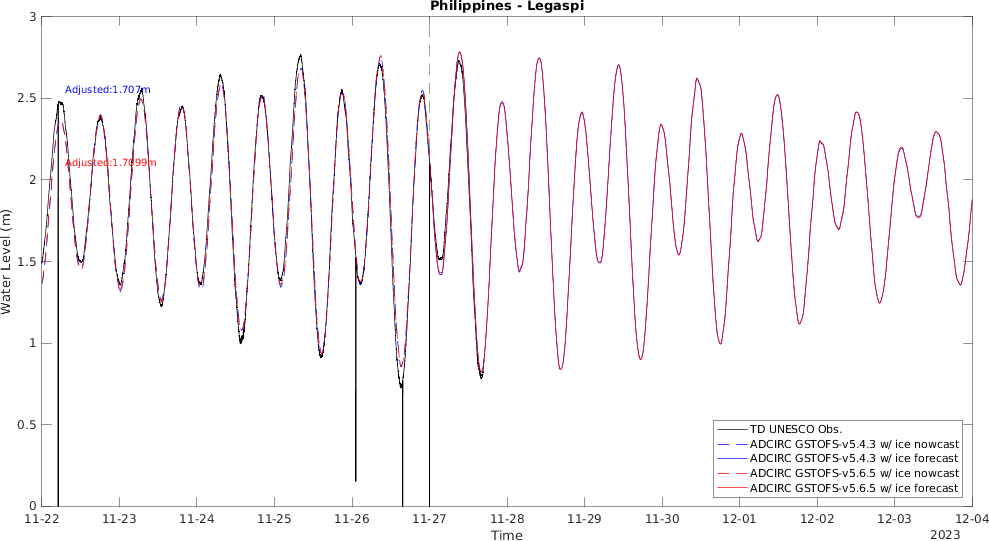 Philippines - Legaspi
3
2.5
2
1.5
1
0.5
0
Water Level (m)
Adjusted:1.707m
Adjusted:1.7099m
TD UNESCO Obs.
ADCIRC GSTOFS-v5.4.3 w/ ice nowcast
ADCIRC GSTOFS-v5.4.3 w/ ice forecast
ADCIRC GSTOFS-v5.6.5 w/ ice nowcast
ADCIRC GSTOFS-v5.6.5 w/ ice forecast
11-22 11-23 11-24 11-25 11-26 11-27 11-28 11-29 11-30 12-01 12-02 12-03 12-04
Time
2023